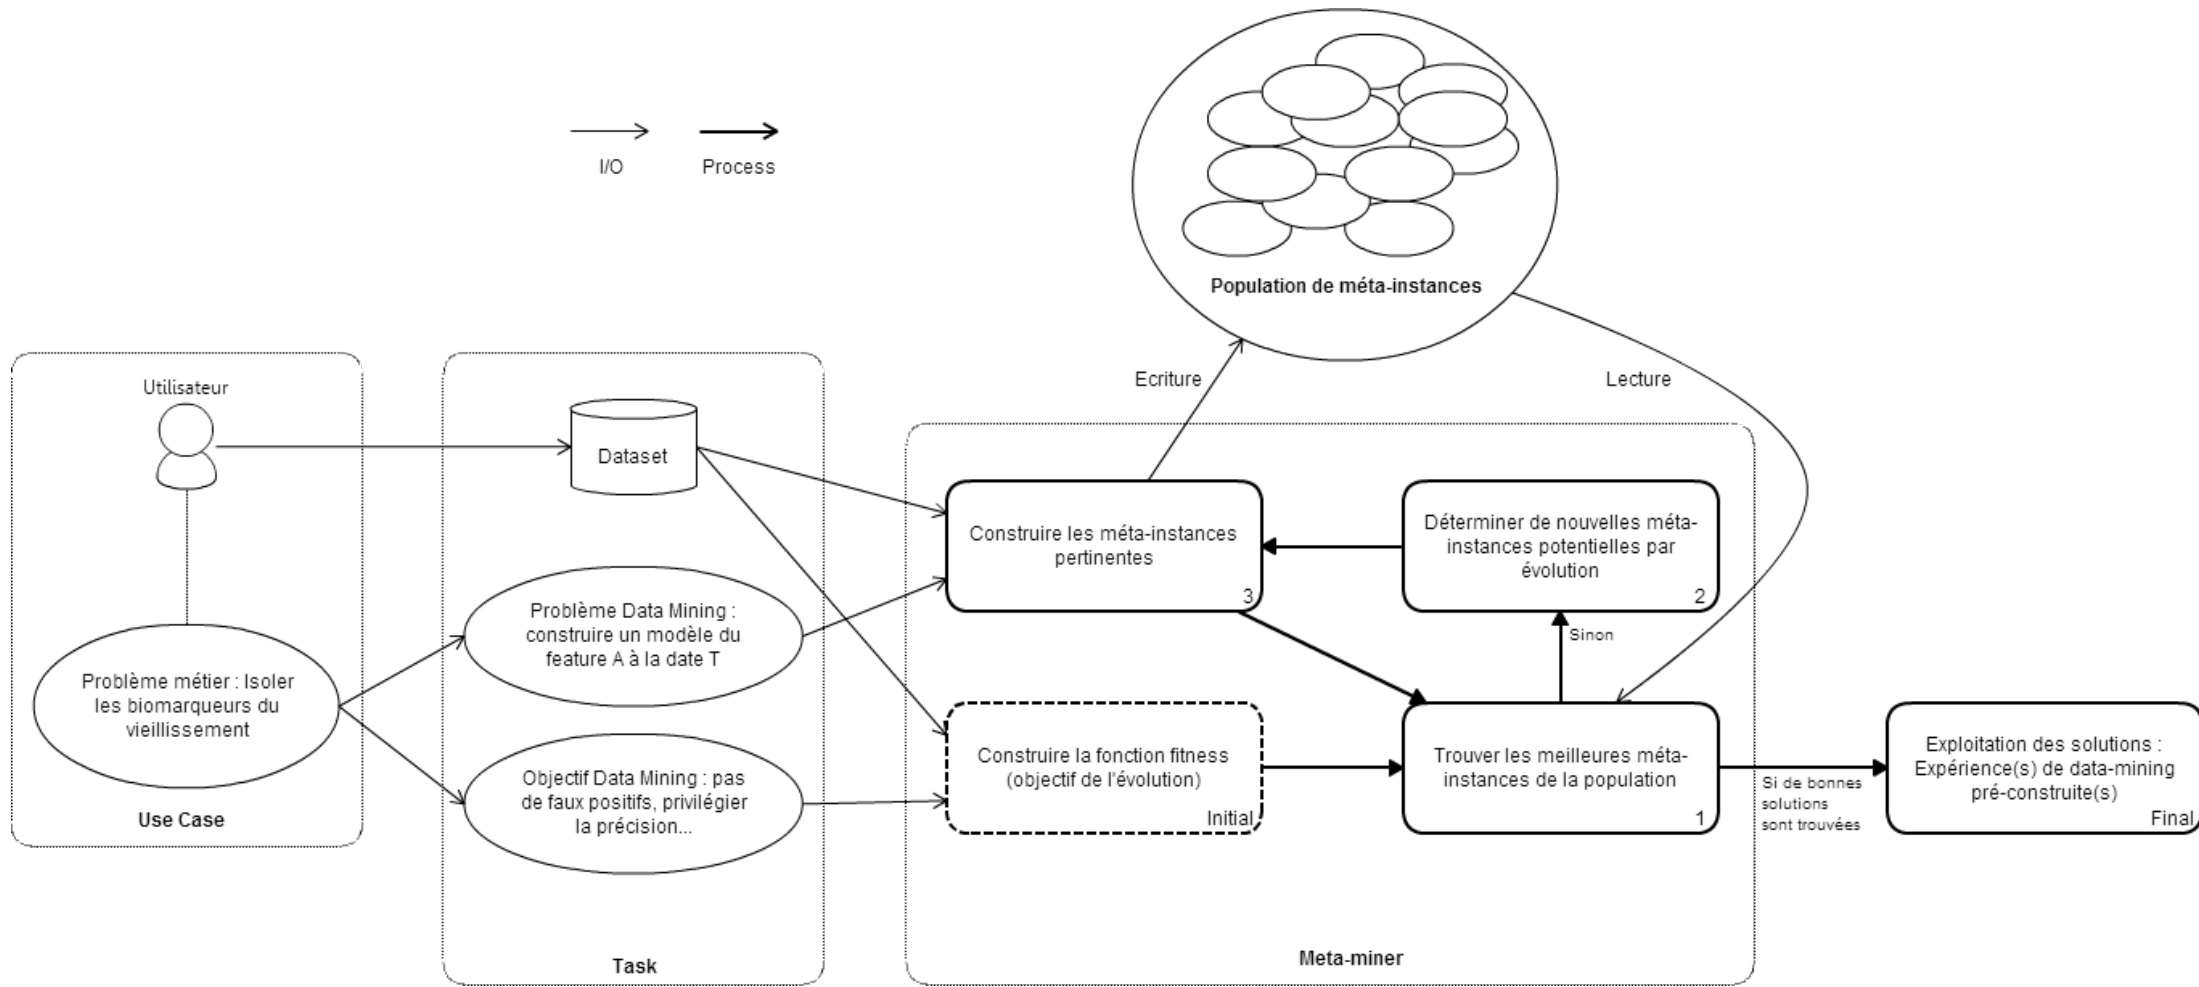 I/O
Process
Population de méta-instances
Ecriture
Lecture
Utilisateur
Problème métier : Isoler
les biomarqueurs du
vieillissement
Use Case
Dataset
Problème Data Mining :
construire un modèle du
feature A à la date T
Objectif Data Mining : pas
de faux positifs, privilégier
la précision...
Task
Construire les méta-instances
pertinentes
3
Déterminer de nouvelles méta-
instances potentielles par
évolution
2
Sinon
Construire la fonction fitness
(objectif de l'évolution)
Initial
Trouver les meilleures méta-
instances de la population
1
Meta-miner
Si de bonnes
solutions
sont trouvées
Exploitation des solutions :
Expérience(s) de data-mining
pré-construite(s)
Final